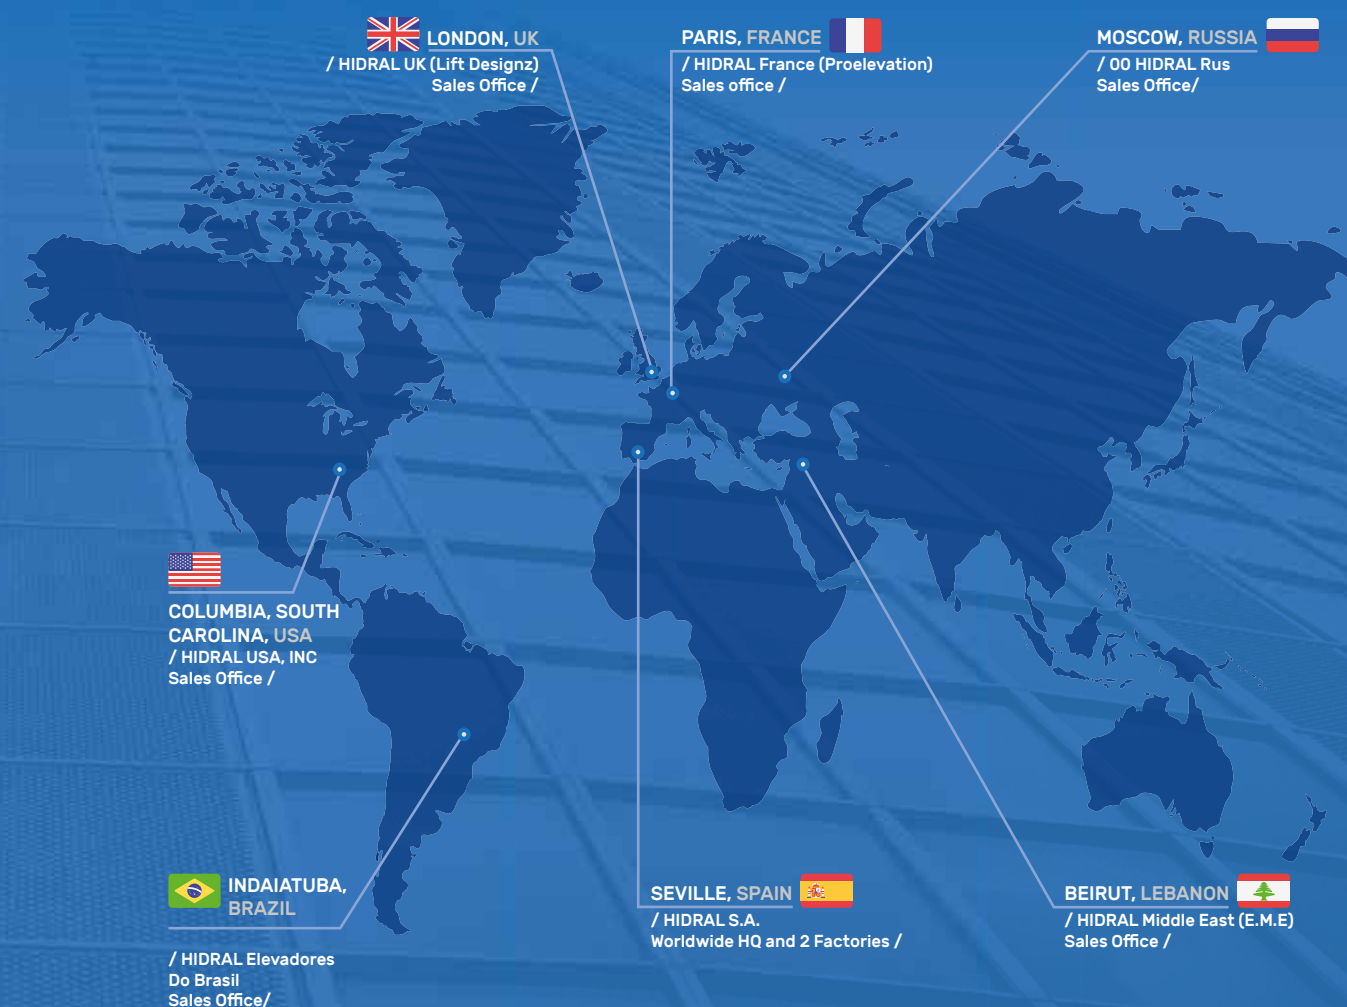 LONDON, UK
/ HIDRAL UK (Lift Designz)
Sales Office /
PARIS, FRANCE
/ HIDRAL France (Proelevation)
Sales office /
MOSCOW, RUSSIA
/ OO HIDRAL Rus
Sales Office/
COLUMBIA, SOUTH
CAROLINA, USA
/ HIDRAL USA, INC
Sales Office /
INDAIATUBA,
BRAZIL
/ HIDRAL Elevadores
Do Brasil
Sales Office/
SEVILLE, SPAIN
/ HIDRAL S.A.
Worldwide HQ and 2 Factories /
BEIRUT, LEBANON
/ HIDRAL Middle East (E.M.E)
Sales Office /